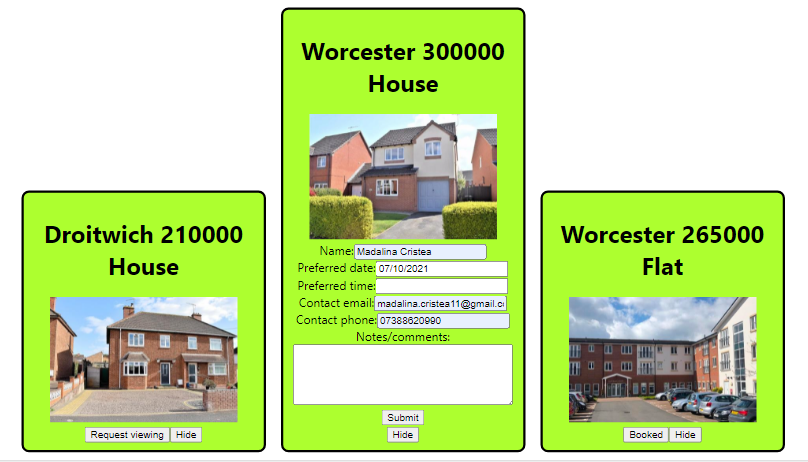 Droitwich 210000
House
Request viewing Hide
Worcester 300000
House
Name: Madalina Cristea
Preferred date: 07/10/2021
Preferred time:
Contact email: madalina.cristea11@gmail.c
Contact phone: 07388620990
Notes/comments:
Submit
Hide
Worcester 265000
Flat
Booked Hide